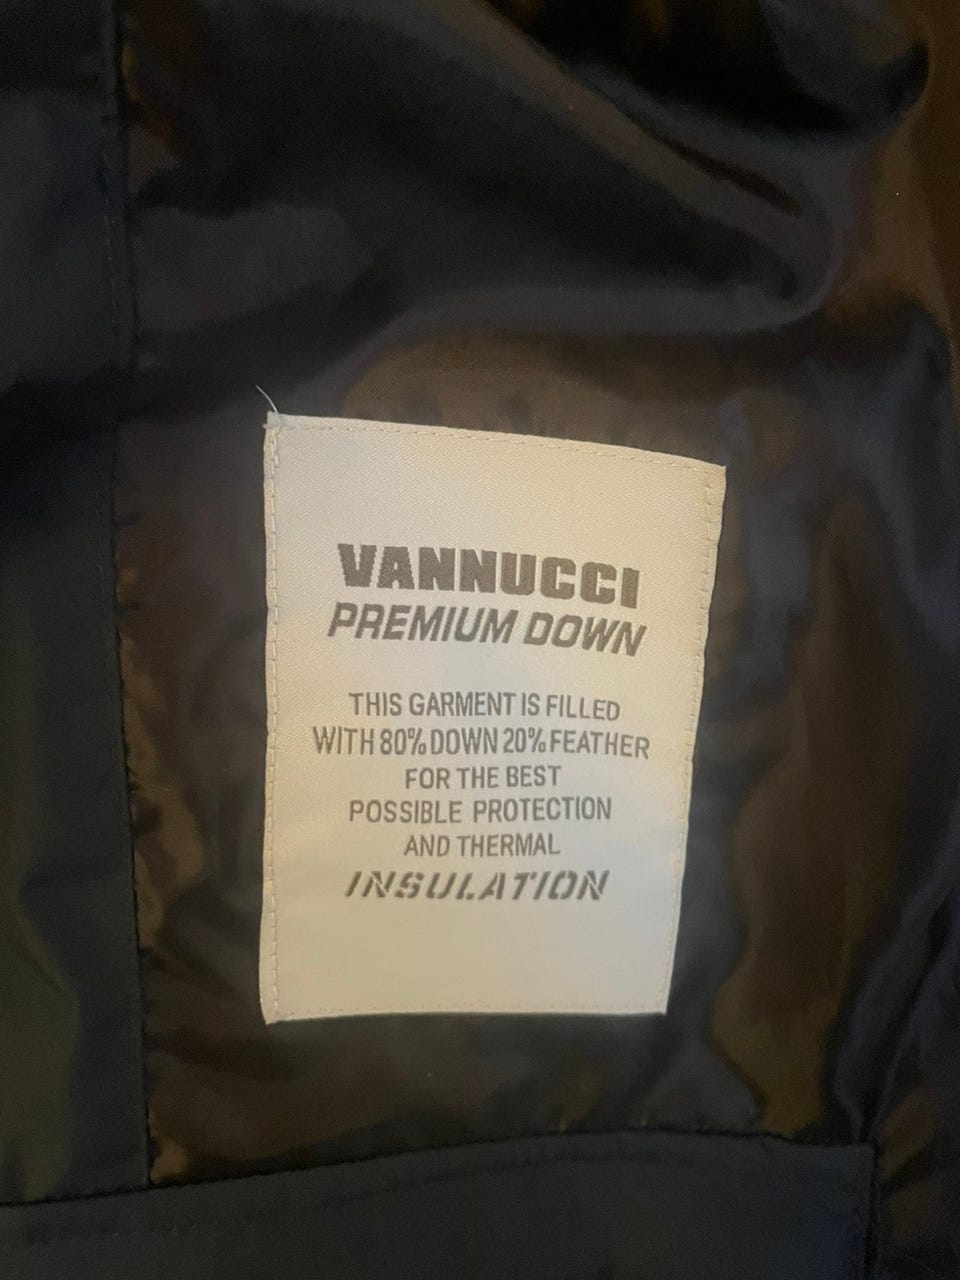 VANNUCCI
PREMIUM DOWN
THIS GARMENT IS FILLED
WITH 80% DOWN 20% FEATHER
FOR THE BEST
POSSIBLE PROTECTION
AND THERMAL
INSULATION